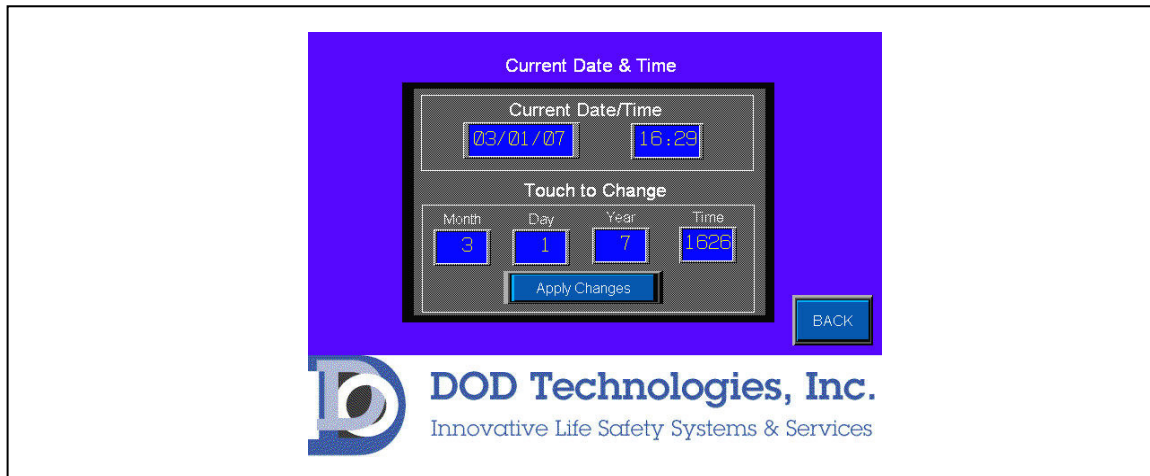 Current Date & Time
Current Date/Time
03/01/07 16:29
Touch to Change
Month Day Year Time
3 1 7 1626
Apply Changes
BACK
DOD Technologies, Inc.
Innovative Life Safety Systems & Services